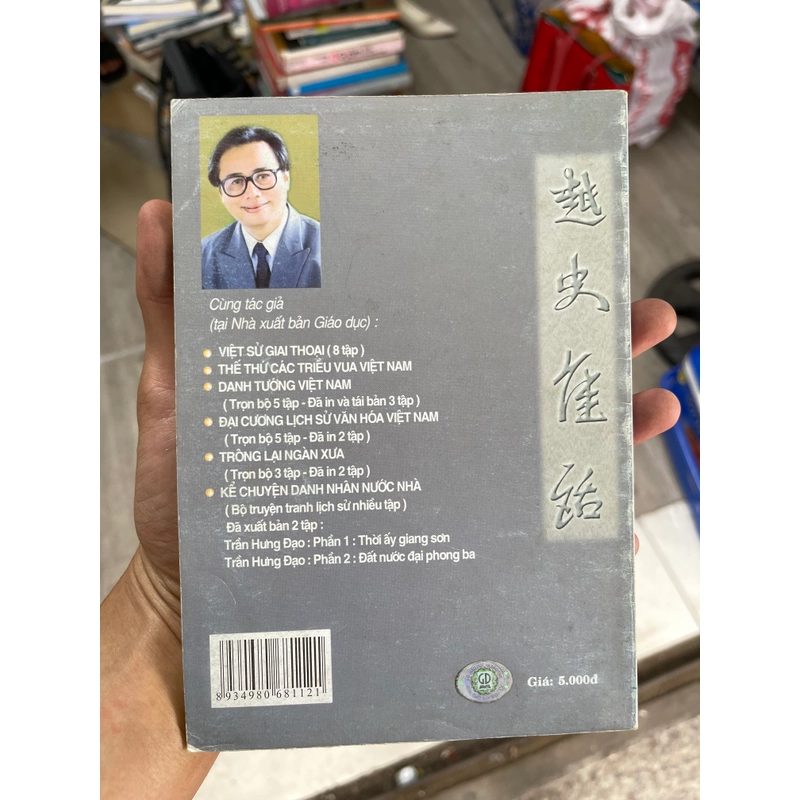 Cùng tác giả
(tại Nhà xuất bản Giáo dục) :
VIỆT SỬ GIAI THOẠI ( 8 tập )
THẾ THỨ CÁC TRIỀU VUA VIỆT NAM
DANH TƯỚNG VIỆT NAM
( Trọn bộ 5 tập - Đã in và tái bản 3 tập )
ĐẠI CƯƠNG LỊCH SỬ VĂN HÓA VIỆT NAM
( Trọn bộ 5 tập - Đã in 2 tập )
TRÔNG LẠI NGÀN XƯA
( Trọn bộ 3 tập - Đã in 2 tập )
KỂ CHUYỆN DANH NHÂN NƯỚC NHÀ
( Bộ truyện tranh lịch sử nhiều tập )
Đã xuất bản 2 tập :
Trần Hưng Đạo : Phần 1 : Thời ấy giang sơn
Trần Hưng Đạo : Phần 2 : Đất nước đại phong ba
越史佳話
8 934980 681121
GD
Giá: 5.000đ